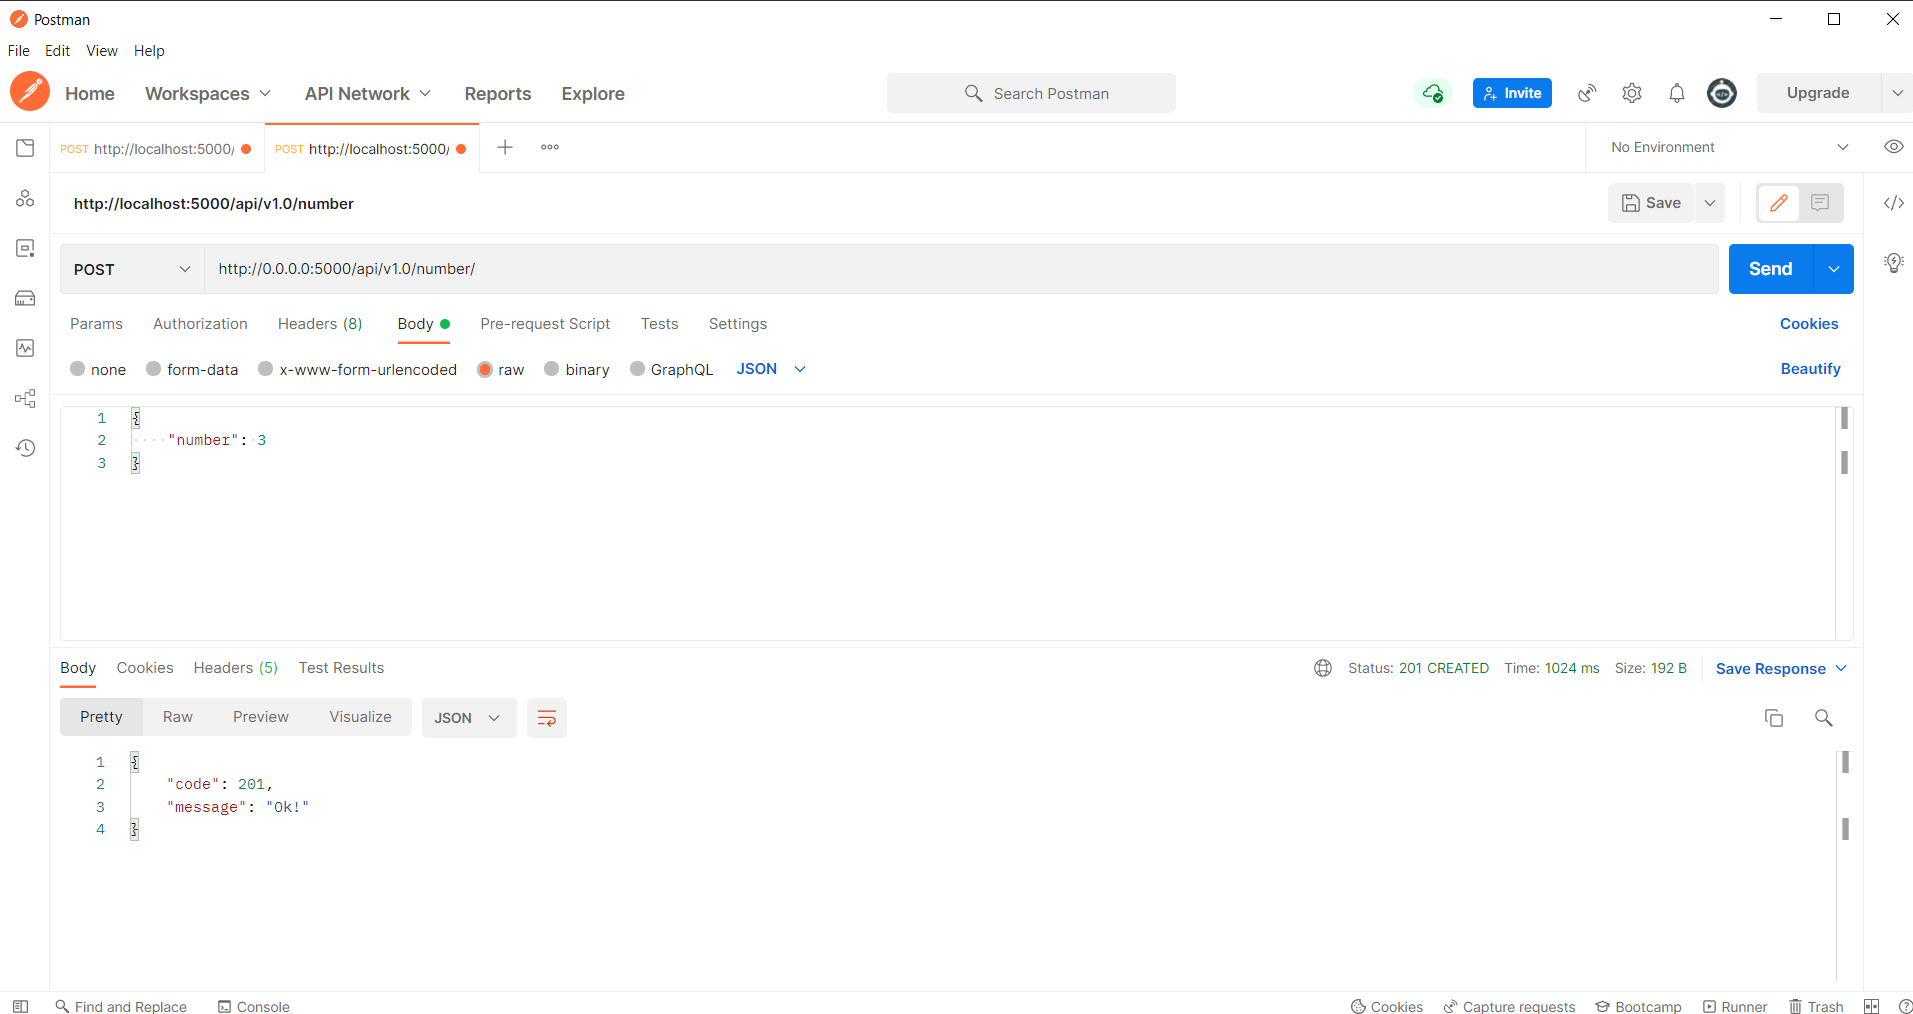 Postman
File Edit View Help
Home Workspaces API Network Reports Explore Search Postman Invite Upgrade
POST http://localhost:5000/ POST http://localhost:5000/ No Environment
http://localhost:5000/api/v1.0/number Save
POST http://0.0.0.0:5000/api/v1.0/number/ Send
Params Authorization Headers (8) Body Pre-request Script Tests Settings Cookies
none form-data x-www-form-urlencoded raw binary GraphQL JSON Beautify
1 {
2 "number": 3
3 }
Body Cookies Headers (5) Test Results Status: 201 CREATED Time: 1024 ms Size: 192 B Save Response
Pretty Raw Preview Visualize JSON
1 {
2 "code": 201,
3 "message": "Ok!"
4 }
Find and Replace Console Cookies Capture requests Bootcamp Runner Trash